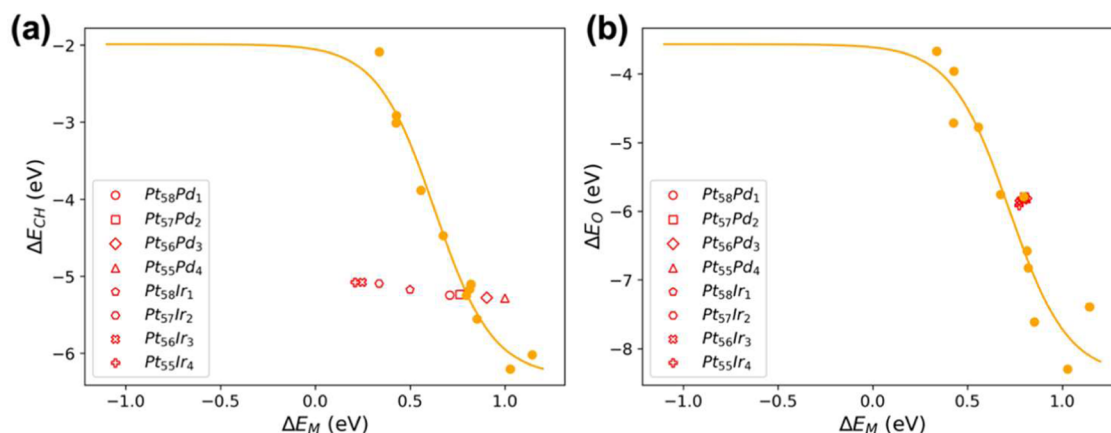 (a)
−2
−3
−4
−5
−6
ΔE_CH (eV)
Pt₅₈Pd₁
Pt₅₇Pd₂
Pt₅₆Pd₃
Pt₅₅Pd₄
Pt₅₈Ir₁
Pt₅₇Ir₂
Pt₅₆Ir₃
Pt₅₅Ir₄
−1.0 −0.5 0.0 0.5 1.0
ΔE_M (eV)
(b)
−4
−5
−6
−7
−8
ΔE_O (eV)
Pt₅₈Pd₁
Pt₅₇Pd₂
Pt₅₆Pd₃
Pt₅₅Pd₄
Pt₅₈Ir₁
Pt₅₇Ir₂
Pt₅₆Ir₃
Pt₅₅Ir₄
−1.0 −0.5 0.0 0.5 1.0
ΔE_M (eV)